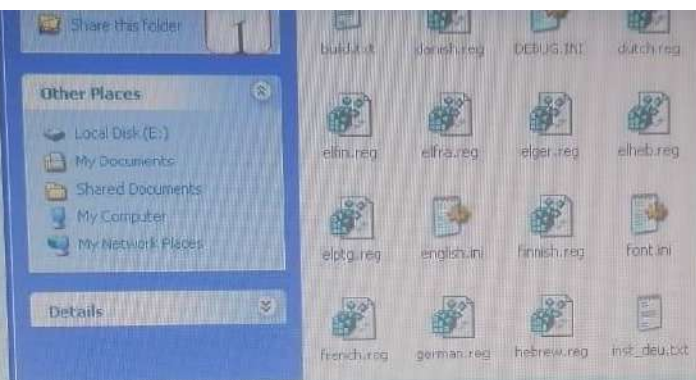 Share this folder
1
Other Places
Local Disk (E:)
My Documents
Shared Documents
My Computer
My Network Places
Details
build.txt
danish.reg
DEBUG.INI
dutch.reg
elfin.reg
elfra.reg
elger.reg
elheb.reg
elptg.reg
english.ini
finnish.reg
font.ini
french.reg
german.reg
hebrew.reg
inst_deu.txt